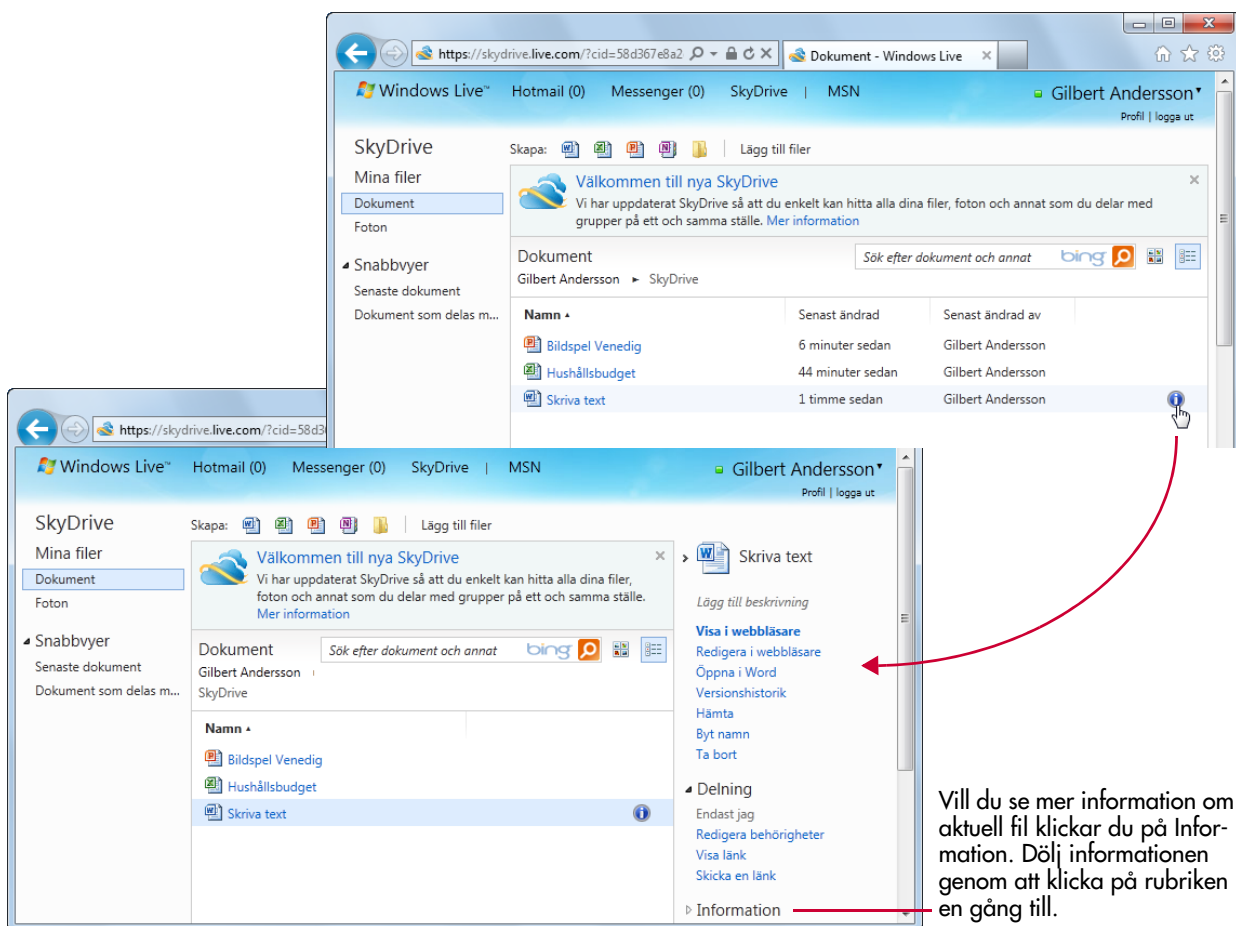 https://skydrive.live.com/?cid=58d367e8a2
Dokument - Windows Live
Windows Live™ Hotmail (0) Messenger (0) SkyDrive | MSN Gilbert Andersson
Profil | logga ut
SkyDrive
Mina filer
Dokument
Foton
Snabbvyer
Senaste dokument
Dokument som delas m...
Skapa: Lägg till filer
Välkommen till nya SkyDrive
Vi har uppdaterat SkyDrive så att du enkelt kan hitta alla dina filer, foton och annat som du delar med
grupper på ett och samma ställe. Mer information
Dokument Sök efter dokument och annat bing
Gilbert Andersson ► SkyDrive
Namn Senast ändrad Senast ändrad av
Bildspel Venedig 6 minuter sedan Gilbert Andersson
Hushållsbudget 44 minuter sedan Gilbert Andersson
Skriva text 1 timme sedan Gilbert Andersson
https://skydrive.live.com/?cid=58d3
Windows Live™ Hotmail (0) Messenger (0) SkyDrive | MSN Gilbert Andersson
Profil | logga ut
SkyDrive
Mina filer
Dokument
Foton
Snabbvyer
Senaste dokument
Dokument som delas m...
Skapa: Lägg till filer
Välkommen till nya SkyDrive
Vi har uppdaterat SkyDrive så att du enkelt kan hitta alla dina filer,
foton och annat som du delar med grupper på ett och samma ställe.
Mer information
Dokument Sök efter dokument och annat bing
Gilbert Andersson
SkyDrive
Namn
Bildspel Venedig
Hushållsbudget
Skriva text
Skriva text
Lägg till beskrivning
Visa i webbläsare
Redigera i webbläsare
Öppna i Word
Versionshistorik
Hämta
Byt namn
Ta bort
Delning
Endast jag
Redigera behörigheter
Visa länk
Skicka en länk
Information
Vill du se mer information om
aktuell fil klickar du på Infor-
mation. Dölj informationen
genom att klicka på rubriken
en gång till.